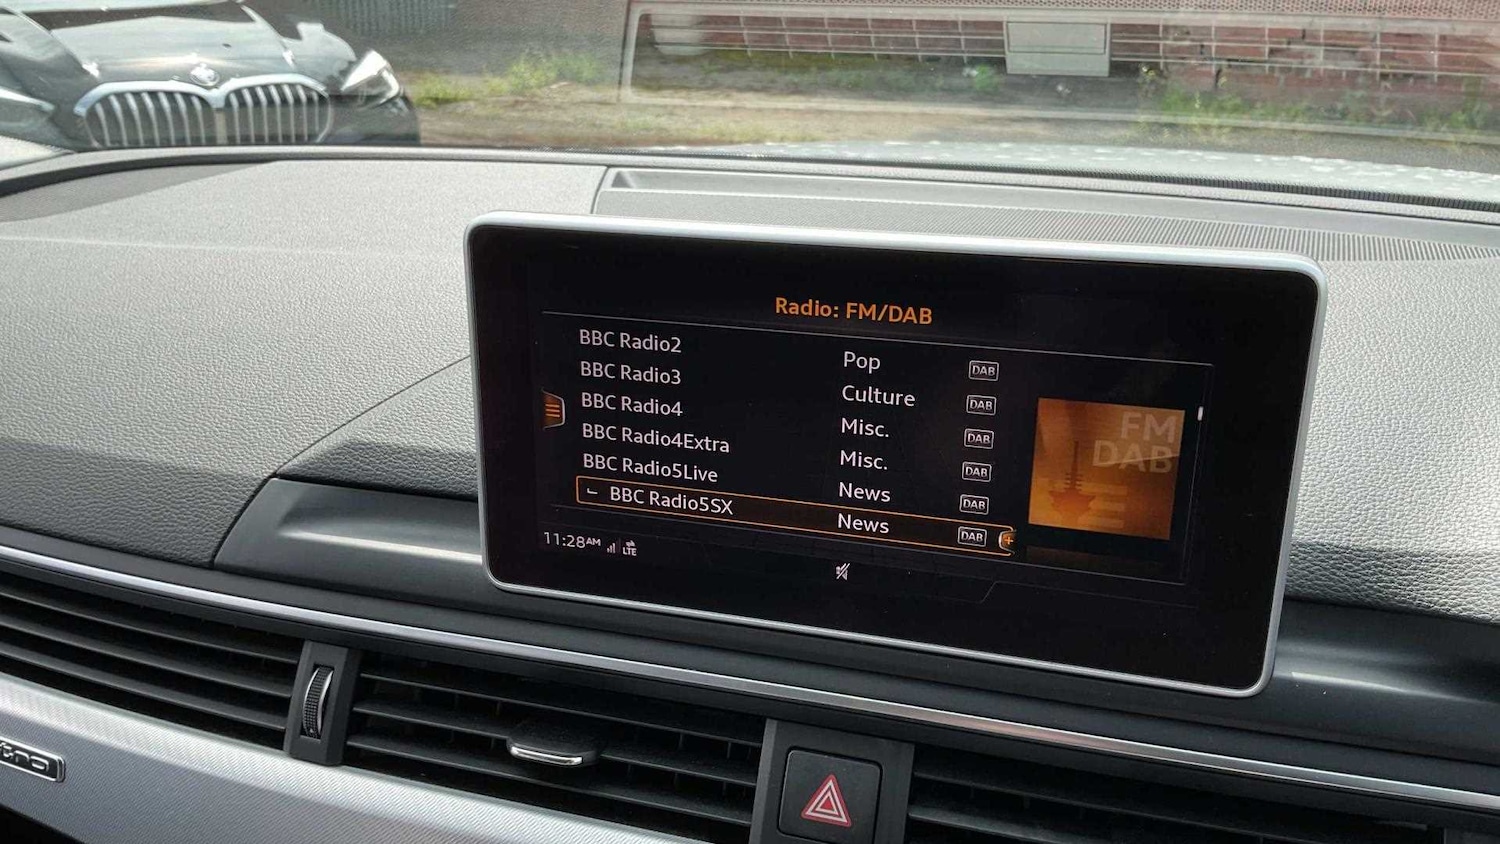 Radio: FM/DAB
BBC Radio2 Pop DAB
BBC Radio3 Culture DAB
BBC Radio4 Misc. DAB
BBC Radio4Extra Misc. DAB
BBC Radio5Live News DAB
BBC Radio5SX News DAB
FM
DAB
11:28AM LTE